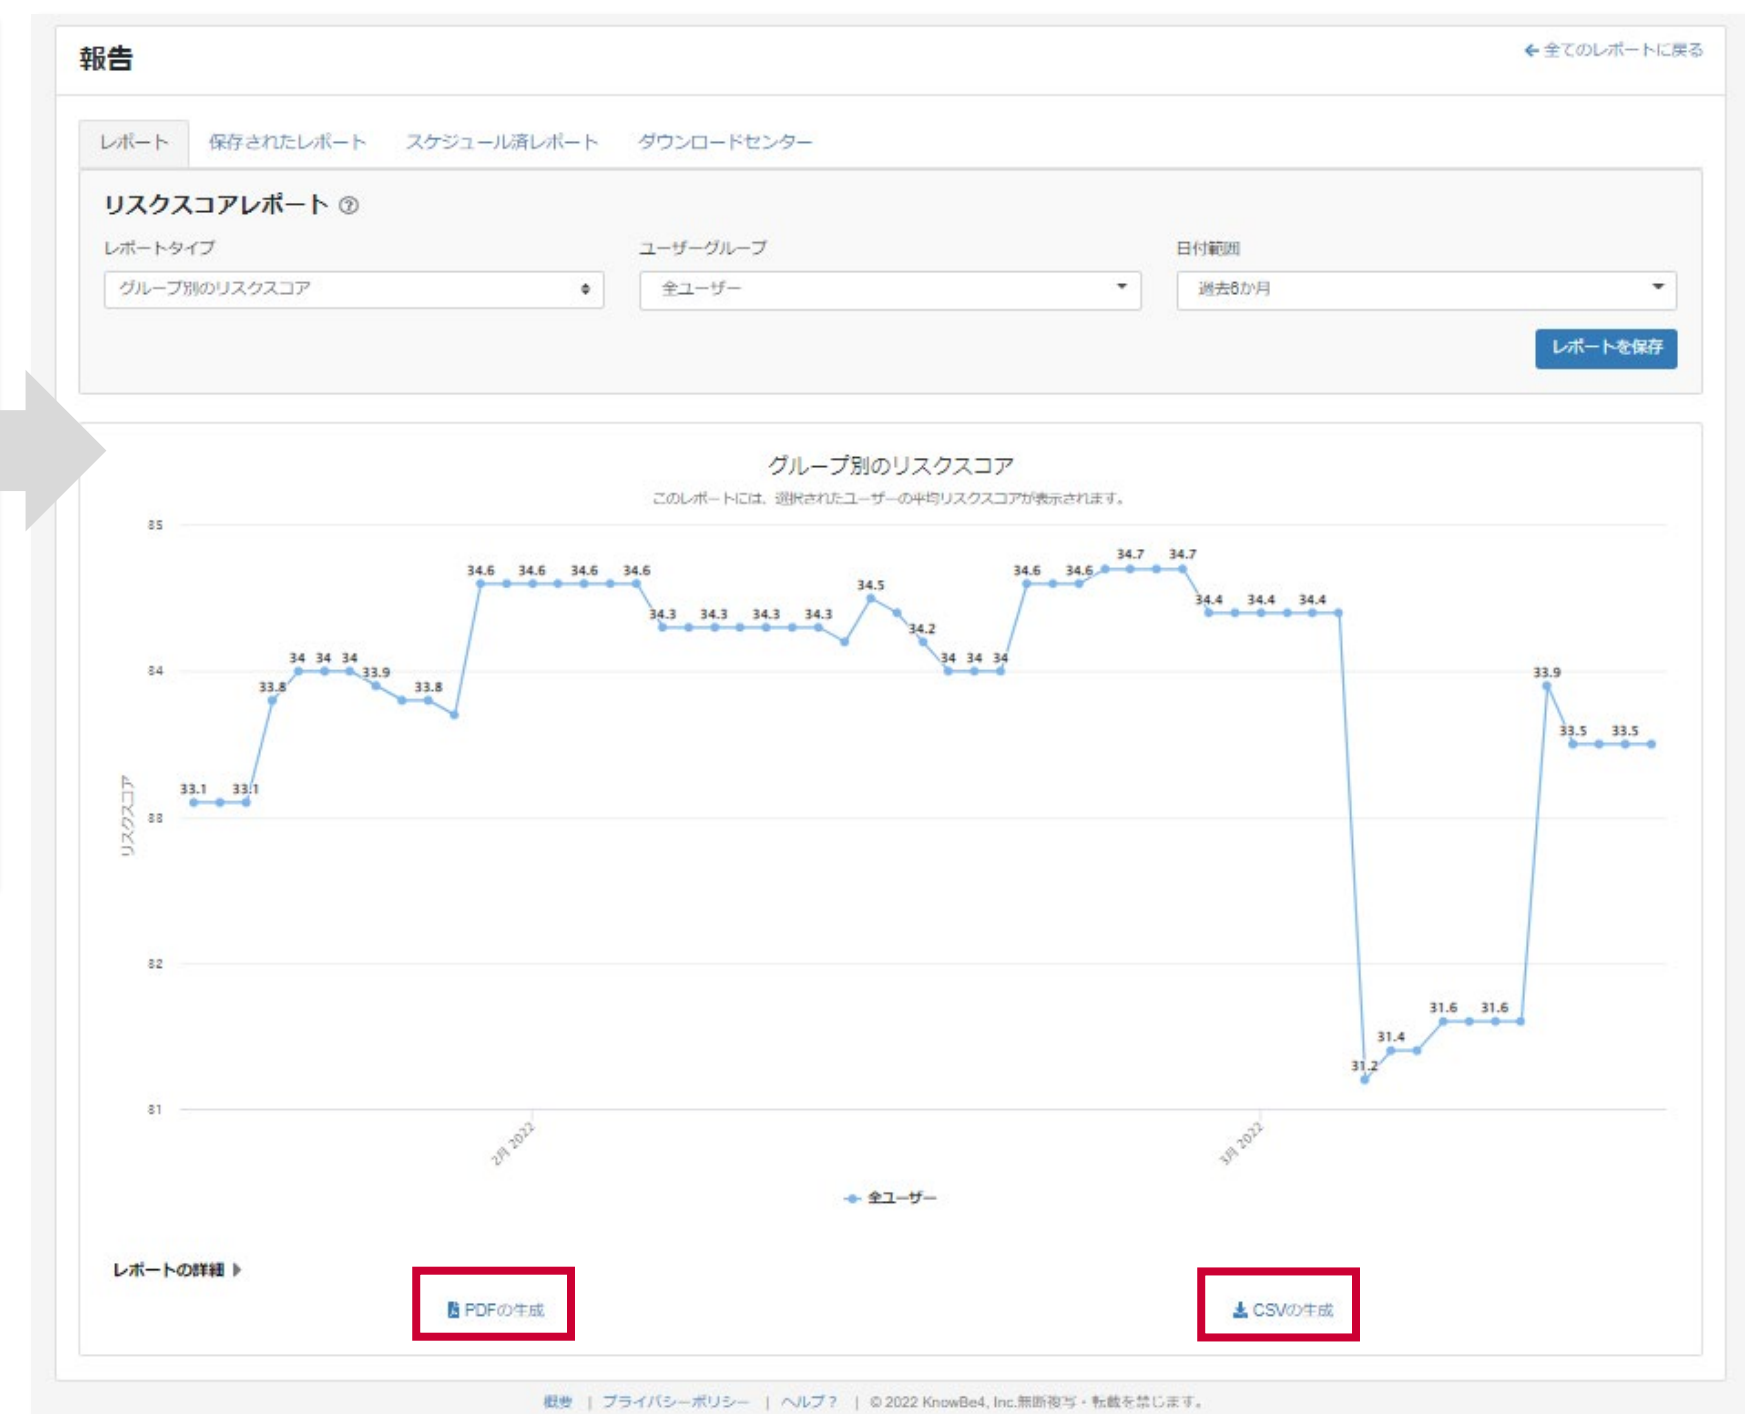 報告
全てのレポートに戻る
レポート 保存されたレポート スケジュール済レポート ダウンロードセンター
リスクスコアレポート ?
レポートタイプ ユーザーグループ 日付範囲
グループ別のリスクスコア 全ユーザー 過去6か月
レポートを保存
グループ別のリスクスコア
このレポートには、選択されたユーザーの平均リスクスコアが表示されます。
リスクスコア
85
84
83
82
81
33.1 33.1 33.8 34 34 34 33.9 33.8 34.6 34.6 34.6 34.6 34.3 34.3 34.3 34.3 34.5 34.2 34 34 34 34.6 34.6 34.7 34.7 34.4 34.4 34.4 31.2 31.4 31.6 31.6 33.9 33.5 33.5
2月 2022 3月 2022
全ユーザー
レポートの詳細
PDFの生成 CSVの生成
概要 | プライバシーポリシー | ヘルプ? | © 2022 KnowBe4, Inc.無断複写・転載を禁じます。